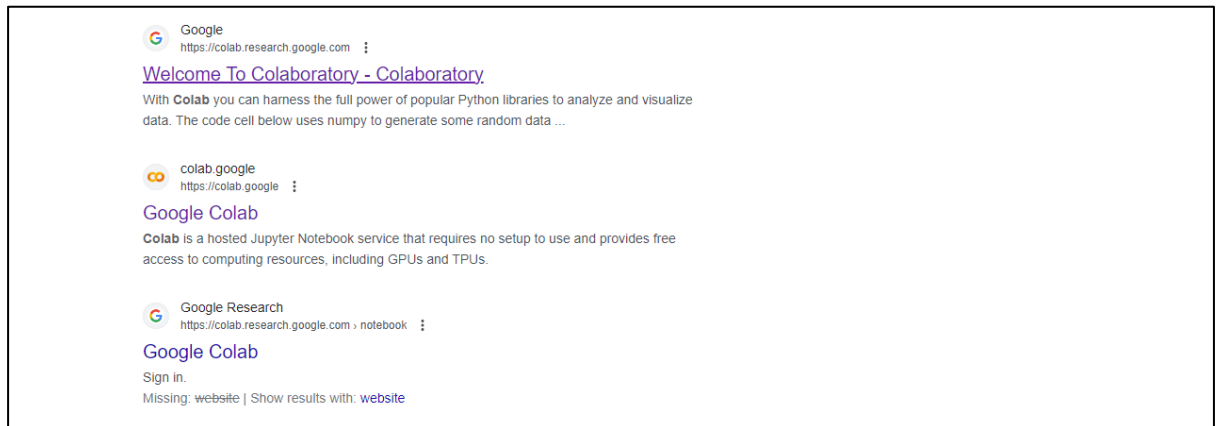 Google
https://colab.research.google.com
Welcome To Colaboratory - Colaboratory
With Colab you can harness the full power of popular Python libraries to analyze and visualize
data. The code cell below uses numpy to generate some random data ...
colab.google
https://colab.google
Google Colab
Colab is a hosted Jupyter Notebook service that requires no setup to use and provides free
access to computing resources, including GPUs and TPUs.
Google Research
https://colab.research.google.com › notebook
Google Colab
Sign in.
Missing: website | Show results with: website